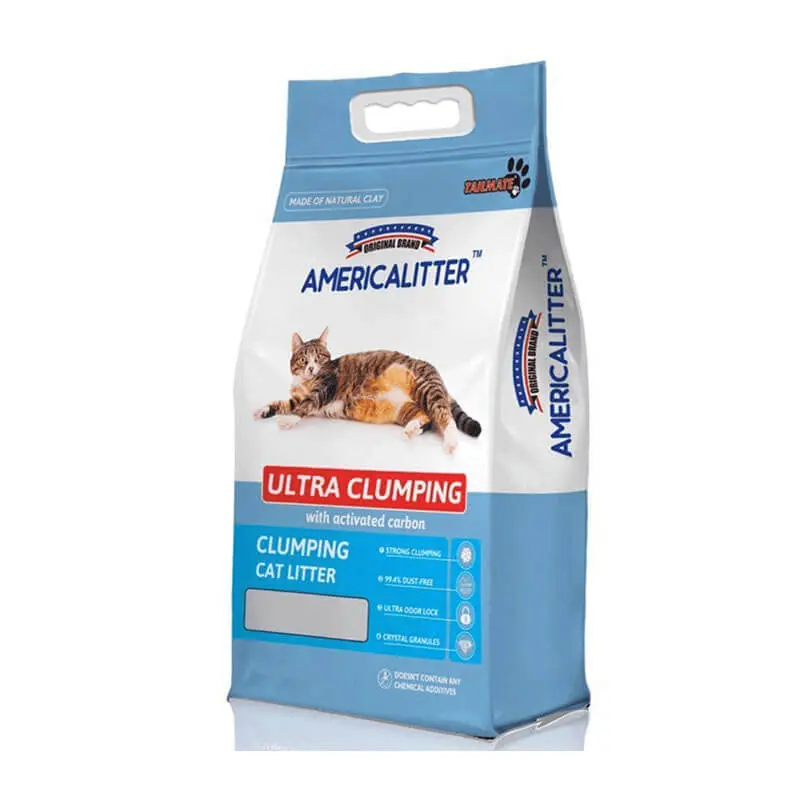 TAILMATE
MADE OF NATURAL CLAY
ORIGINAL BRAND
AMERICALITTER™
ULTRA CLUMPING
with activated carbon
CLUMPING
CAT LITTER
STRONG CLUMPING
99.4% DUST-FREE
ULTRA ODOR LOCK
CRYSTAL GRANULES
DOESN'T CONTAIN ANY
CHEMICAL ADDITIVES
ORIGINAL BRAND
AMERICALITTER™